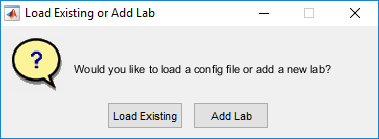 Load Existing or Add Lab
?
Would you like to load a config file or add a new lab?
Load Existing Add Lab